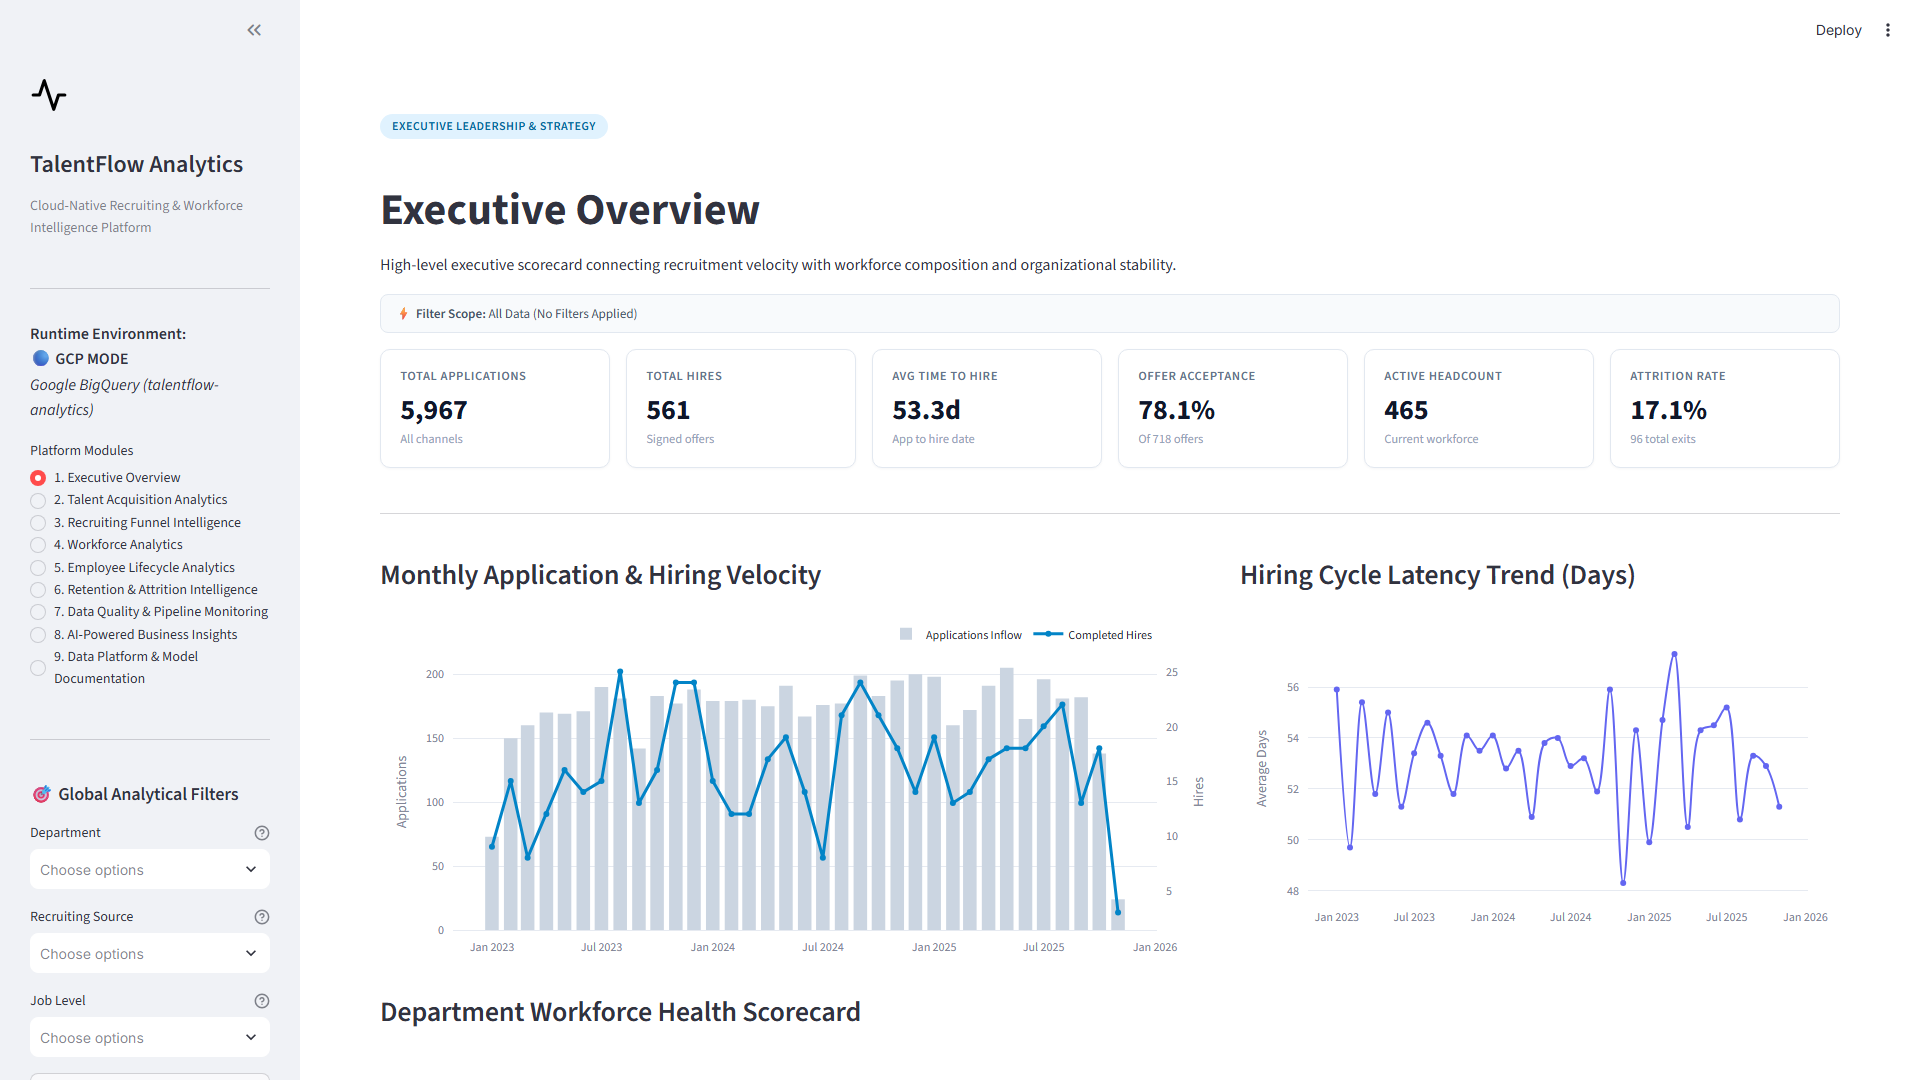 Deploy
TalentFlow Analytics
Cloud-Native Recruiting & Workforce
Intelligence Platform
Runtime Environment:
GCP MODE
Google BigQuery (talentflow-
analytics)
Platform Modules
1. Executive Overview
2. Talent Acquisition Analytics
3. Recruiting Funnel Intelligence
4. Workforce Analytics
5. Employee Lifecycle Analytics
6. Retention & Attrition Intelligence
7. Data Quality & Pipeline Monitoring
8. AI-Powered Business Insights
9. Data Platform & Model
Documentation
Global Analytical Filters
Department
Choose options
Recruiting Source
Choose options
Job Level
Choose options
EXECUTIVE LEADERSHIP & STRATEGY
Executive Overview
High-level executive scorecard connecting recruitment velocity with workforce composition and organizational stability.
Filter Scope: All Data (No Filters Applied)
TOTAL APPLICATIONS
5,967
All channels
TOTAL HIRES
561
Signed offers
AVG TIME TO HIRE
53.3d
App to hire date
OFFER ACCEPTANCE
78.1%
Of 718 offers
ACTIVE HEADCOUNT
465
Current workforce
ATTRITION RATE
17.1%
96 total exits
Monthly Application & Hiring Velocity
Applications Inflow
Completed Hires
Applications
200
150
100
50
0
25
20
15
10
5
Hires
Jan 2023
Jul 2023
Jan 2024
Jul 2024
Jan 2025
Jul 2025
Jan 2026
Hiring Cycle Latency Trend (Days)
Average Days
56
54
52
50
48
Jan 2023
Jul 2023
Jan 2024
Jul 2024
Jan 2025
Jul 2025
Jan 2026
Department Workforce Health Scorecard